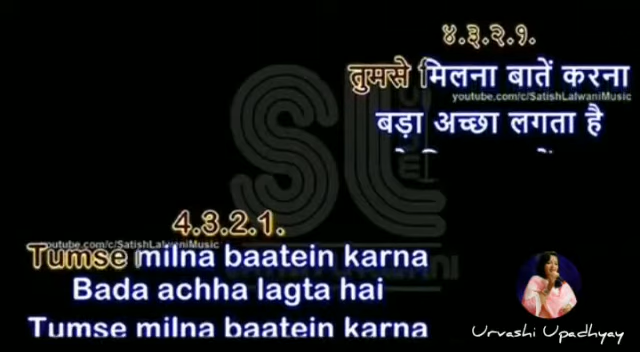 ४.३.२.१.
तुमसे मिलना बातें करना
youtube.com/c/SatishLalwaniMusic
बड़ा अच्छा लगता है
4.3.2.1.
youtube.com/c/SatishLalwaniMusic
Tumse milna baatein karna
Bada achha lagta hai
Tumse milna baatein karna
Urvashi Upadhyay